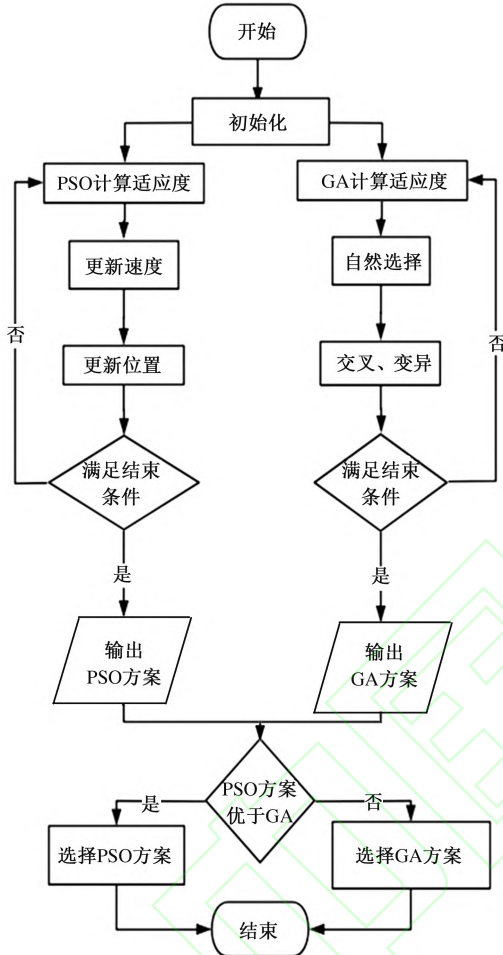 开始
初始化
PSO计算适应度
GA计算适应度
更新速度
自然选择
否
否
更新位置
交叉、变异
满足结束
条件
满足结束
条件
是
是
输出
PSO方案
输出
GA方案
PSO方案
优于GA
是
否
选择PSO方案
选择GA方案
结束